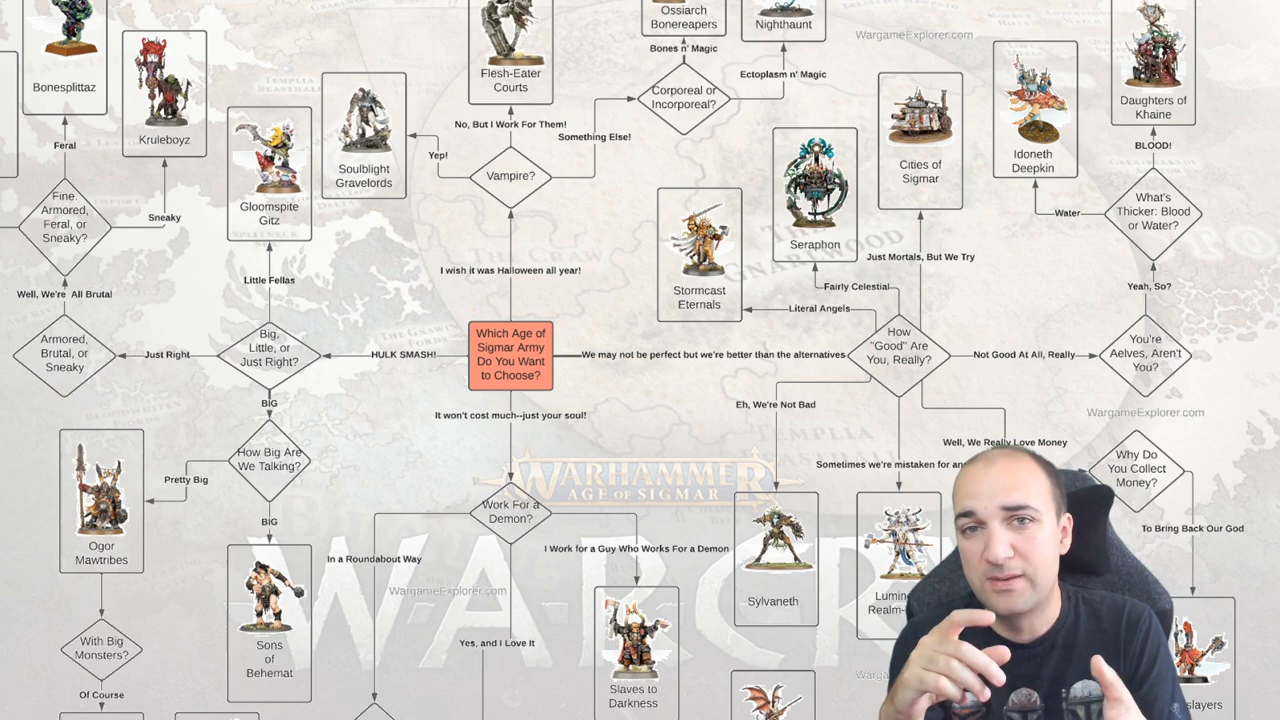 Ossiarch
Bonereapers
Nighthaunt
WargameExplorer.com
Bones n' Magic
Flesh-Eater
Courts
Ectoplasm n' Magic
Bonesplittaz
Corporeal or
Incorporeal?
Daughters of
Khaine
No, But I Work For Them!
Something Else!
Kruleboyz
Feral
Yep!
BLOOD!
Soulblight
Gravelords
Vampire?
Cities of
Sigmar
Idoneth
Deepkin
Fine
Armored,
Feral, or
Sneaky?
Sneaky
Gloomspite
Gitz
What's
Thicker: Blood
or Water?
Water
Seraphon
Just Mortals, But We Try
I wish it was Halloween all year!
Little Fellas
Fairly Celestial
Yeah, So?
Well, We're All Brutal
Stormcast
Eternals
Literal Angels
Armored,
Brutal, or
Sneaky
Just Right
Big,
Little, or
Just Right?
HULK SMASH!
Which Age of
Sigmar Army
Do You Want
to Choose?
We may not be perfect but we're better than the alternatives
How
"Good" Are
You, Really?
Not Good At All, Really
You're
Aelves, Aren't
You?
BIG
It won't cost much--just your soul!
Eh, We're Not Bad
WargameExplorer.com
Well, We Really Love Money
TEMPLIA
How Big Are
We Talking?
Pretty Big
Sometimes we're mistaken for an
Why Do
You Collect
Money?
WARHAMMER
AGE OF SIGMAR
Work For a
Demon?
BIG
To Bring Back Our God
Ogor
Mawtribes
In a Roundabout Way
I Work for a Guy Who Works For a Demon
WargameExplorer.com
Sylvaneth
Lumin
Realm-
WARCR
With Big
Monsters?
Yes, and I Love It
Sons
of
Behemat
Slaves to
Darkness
Of Course
slayers